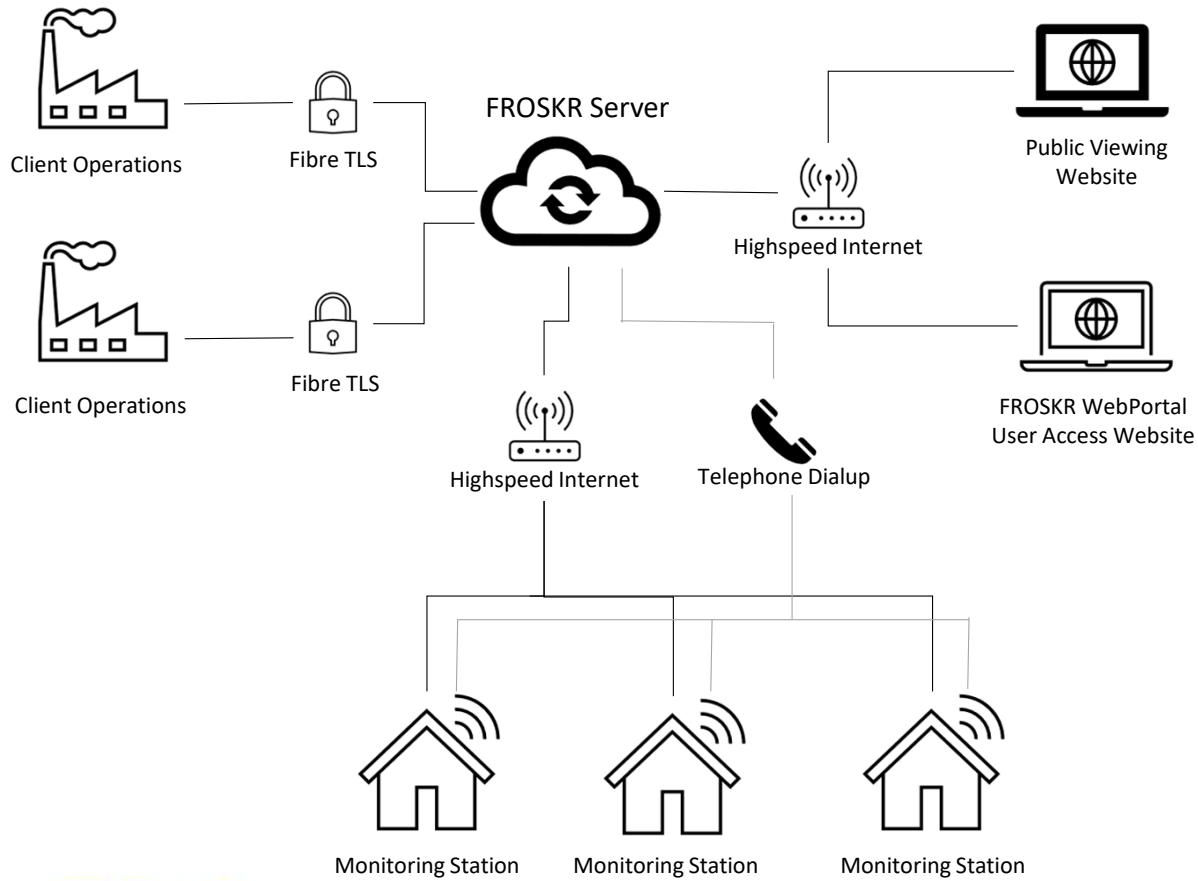 FROSKR Server
Client Operations
Fibre TLS
Public Viewing
Website
Highspeed Internet
Client Operations
Fibre TLS
FROSKR WebPortal
User Access Website
Highspeed Internet
Telephone Dialup
Monitoring Station
Monitoring Station
Monitoring Station